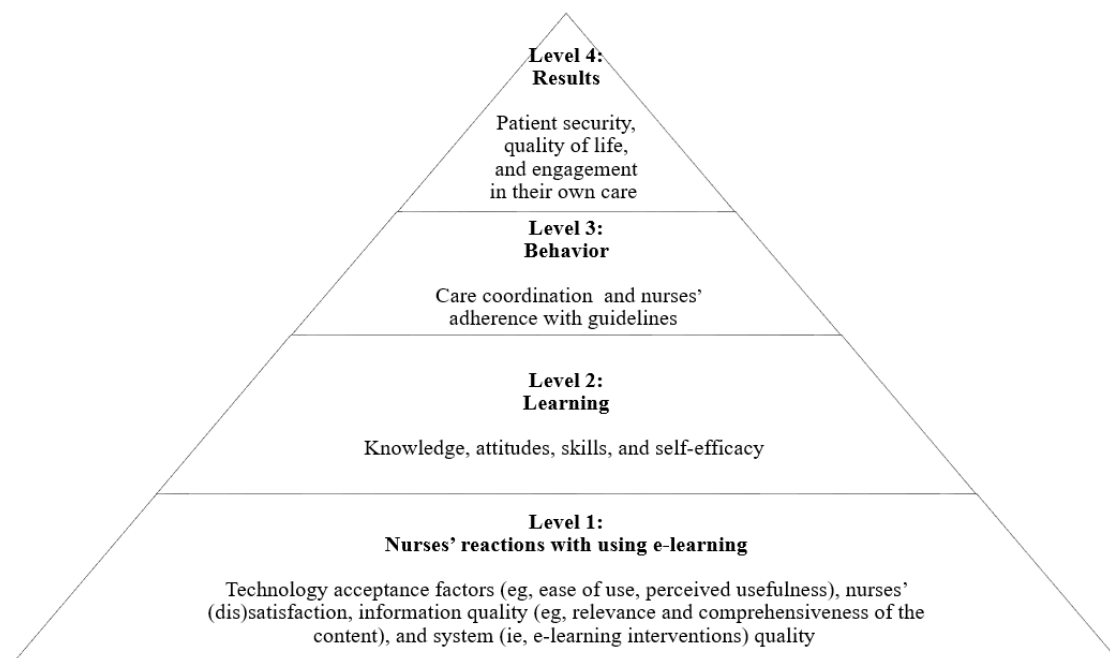 Level 4:
Results
Patient security,
quality of life,
and engagement
in their own care
Level 3:
Behavior
Care coordination and nurses’
adherence with guidelines
Level 2:
Learning
Knowledge, attitudes, skills, and self-efficacy
Level 1:
Nurses’ reactions with using e-learning
Technology acceptance factors (eg, ease of use, perceived usefulness), nurses’
(dis)satisfaction, information quality (eg, relevance and comprehensiveness of the
content), and system (ie, e-learning interventions) quality